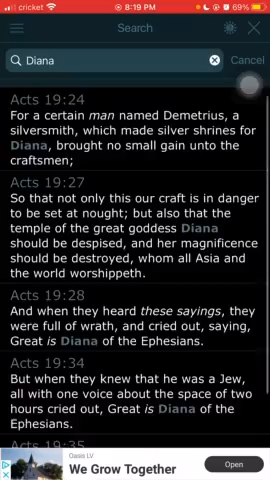 cricket 8:19 PM 69%
Search
Diana Cancel
Acts 19:24
For a certain man named Demetrius, a
silversmith, which made silver shrines for
Diana, brought no small gain unto the
craftsmen;
Acts 19:27
So that not only this our craft is in danger
to be set at nought; but also that the
temple of the great goddess Diana
should be despised, and her magnificence
should be destroyed, whom all Asia and
the world worshippeth.
Acts 19:28
And when they heard these sayings, they
were full of wrath, and cried out, saying,
Great is Diana of the Ephesians.
Acts 19:34
But when they knew that he was a Jew,
all with one voice about the space of two
hours cried out, Great is Diana of the
Ephesians.
Acts 19:35
Oasis LV
We Grow Together Open